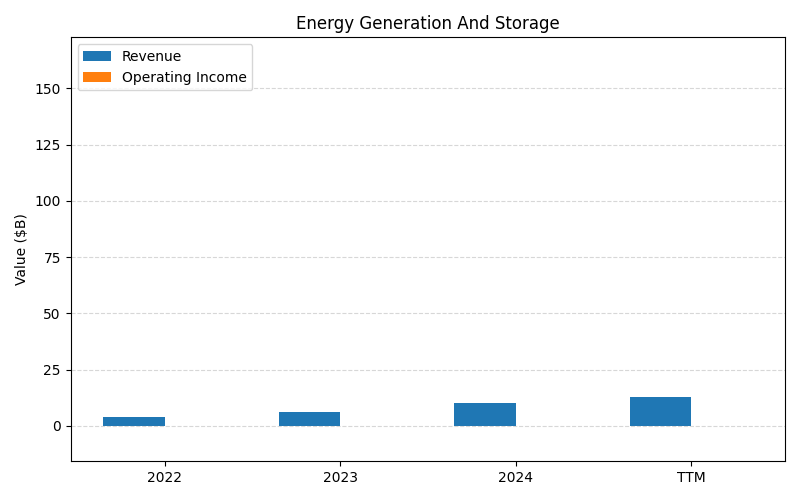 Energy Generation And Storage
Revenue
Operating Income
Value ($B)
150
125
100
75
50
25
0
2022 2023 2024 TTM